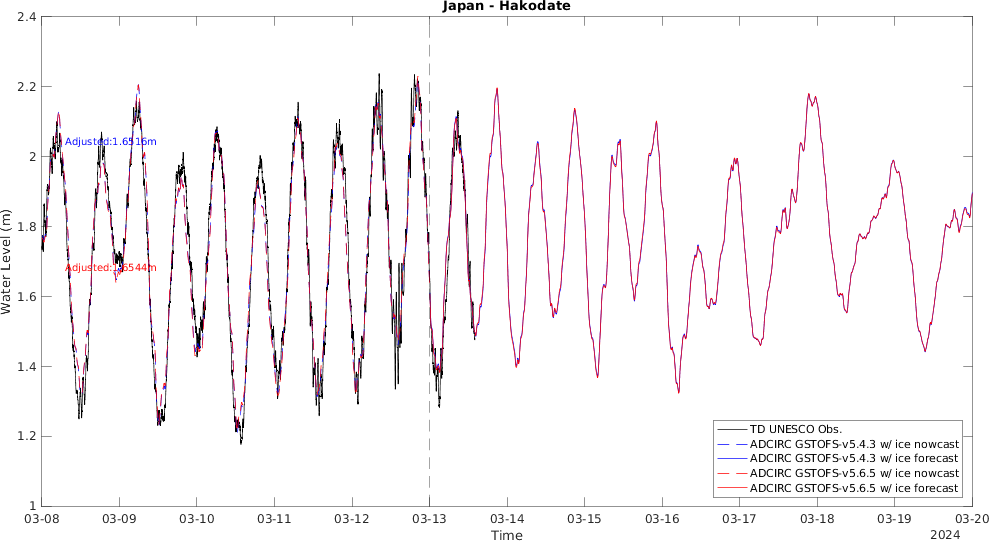 Japan - Hakodate
Water Level (m)
2.4
2.2
2
1.8
1.6
1.4
1.2
1
Adjusted:1.6516m
Adjusted:1.6544m
TD UNESCO Obs.
ADCIRC GSTOFS-v5.4.3 w/ ice nowcast
ADCIRC GSTOFS-v5.4.3 w/ ice forecast
ADCIRC GSTOFS-v5.6.5 w/ ice nowcast
ADCIRC GSTOFS-v5.6.5 w/ ice forecast
03-08 03-09 03-10 03-11 03-12 03-13 03-14 03-15 03-16 03-17 03-18 03-19 03-20
Time
2024